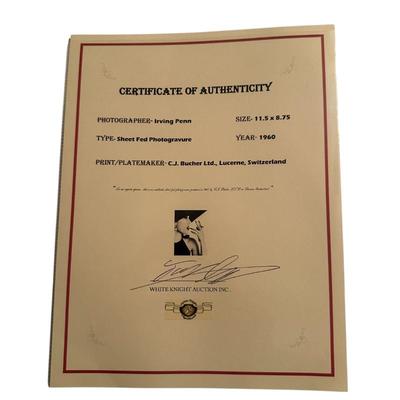 CERTIFICATE OF AUTHENTICITY
PHOTOGRAPHER- Irving Penn SIZE- 11.5 x 8.75
TYPE- Sheet Fed Photogravure YEAR- 1960
PRINT/PLATEMAKER- C.J. Bucher Ltd., Lucerne, Switzerland
WHITE KNIGHT AUCTION INC.